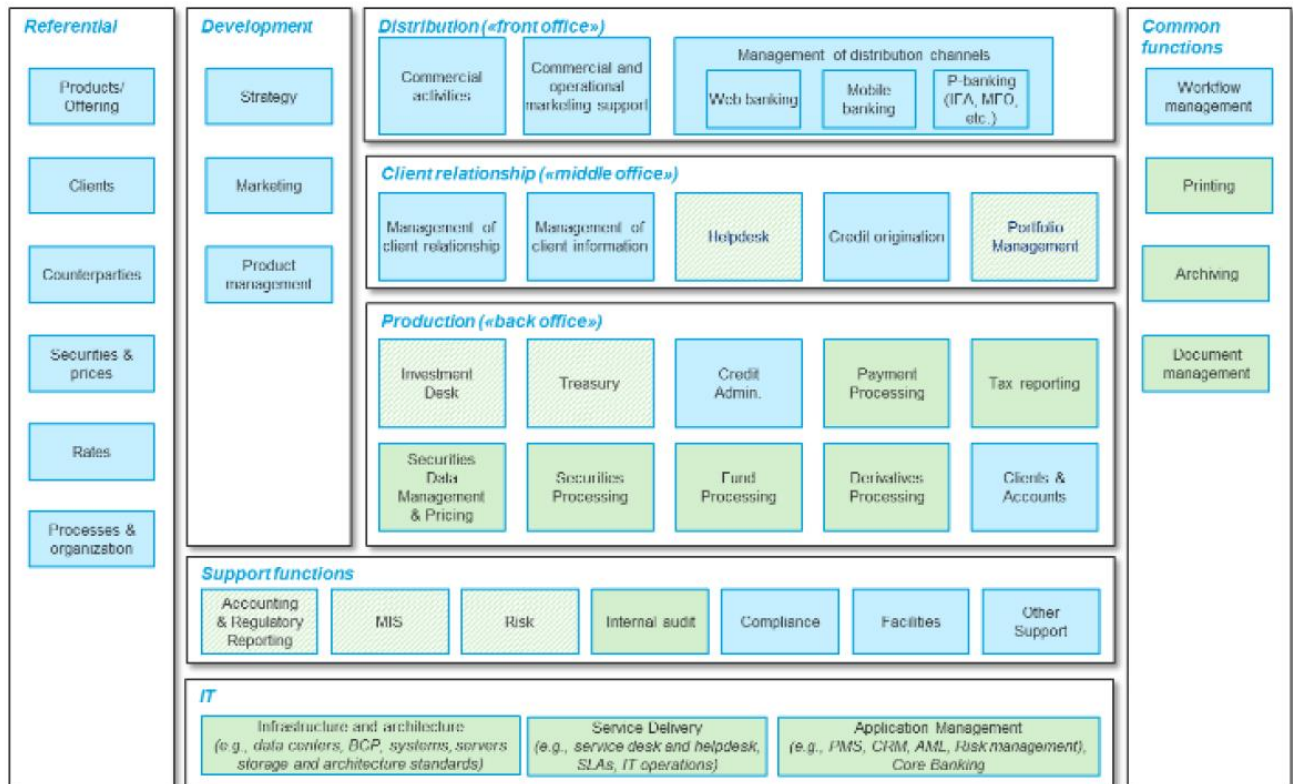 Referential
Products/
Offering
Clients
Counterparties
Securities &
prices
Rates
Processes &
organization
Development
Strategy
Marketing
Product
management
Distribution («front office»)
Commercial
activities
Commercial and
operational
marketing support
Management of distribution channels
Web banking
Mobile
banking
P-banking
etc.)
Client relationship («middle office»)
Management of
client relationship
Management of
client information
Helpdesk
Credit origination
Portfolio
Management
Production («back office»)
Investment
Desk
Treasury
Credit
Admin.
Payment
Processing
Tax reporting
Securities
Data
Management
& Pricing
Securities
Processing
Fund
Processing
Derivatives
Processing
Clients &
Accounts
Support functions
Accounting
& Regulatory
Reporting
MIS
Risk
Internal audit
Compliance
Facilities
Other
Support
IT
Infrastructure and architecture
(e.g., data centers, BCP, systems, servers
storage and architecture standards)
Service Delivery
(e.g., service desk and helpdesk,
SLAs, IT operations)
Application Management
(e.g., PMS, CRM, AML, Risk management),
Core Banking
Common
functions
Workflow
management
Printing
Archiving
Document
management